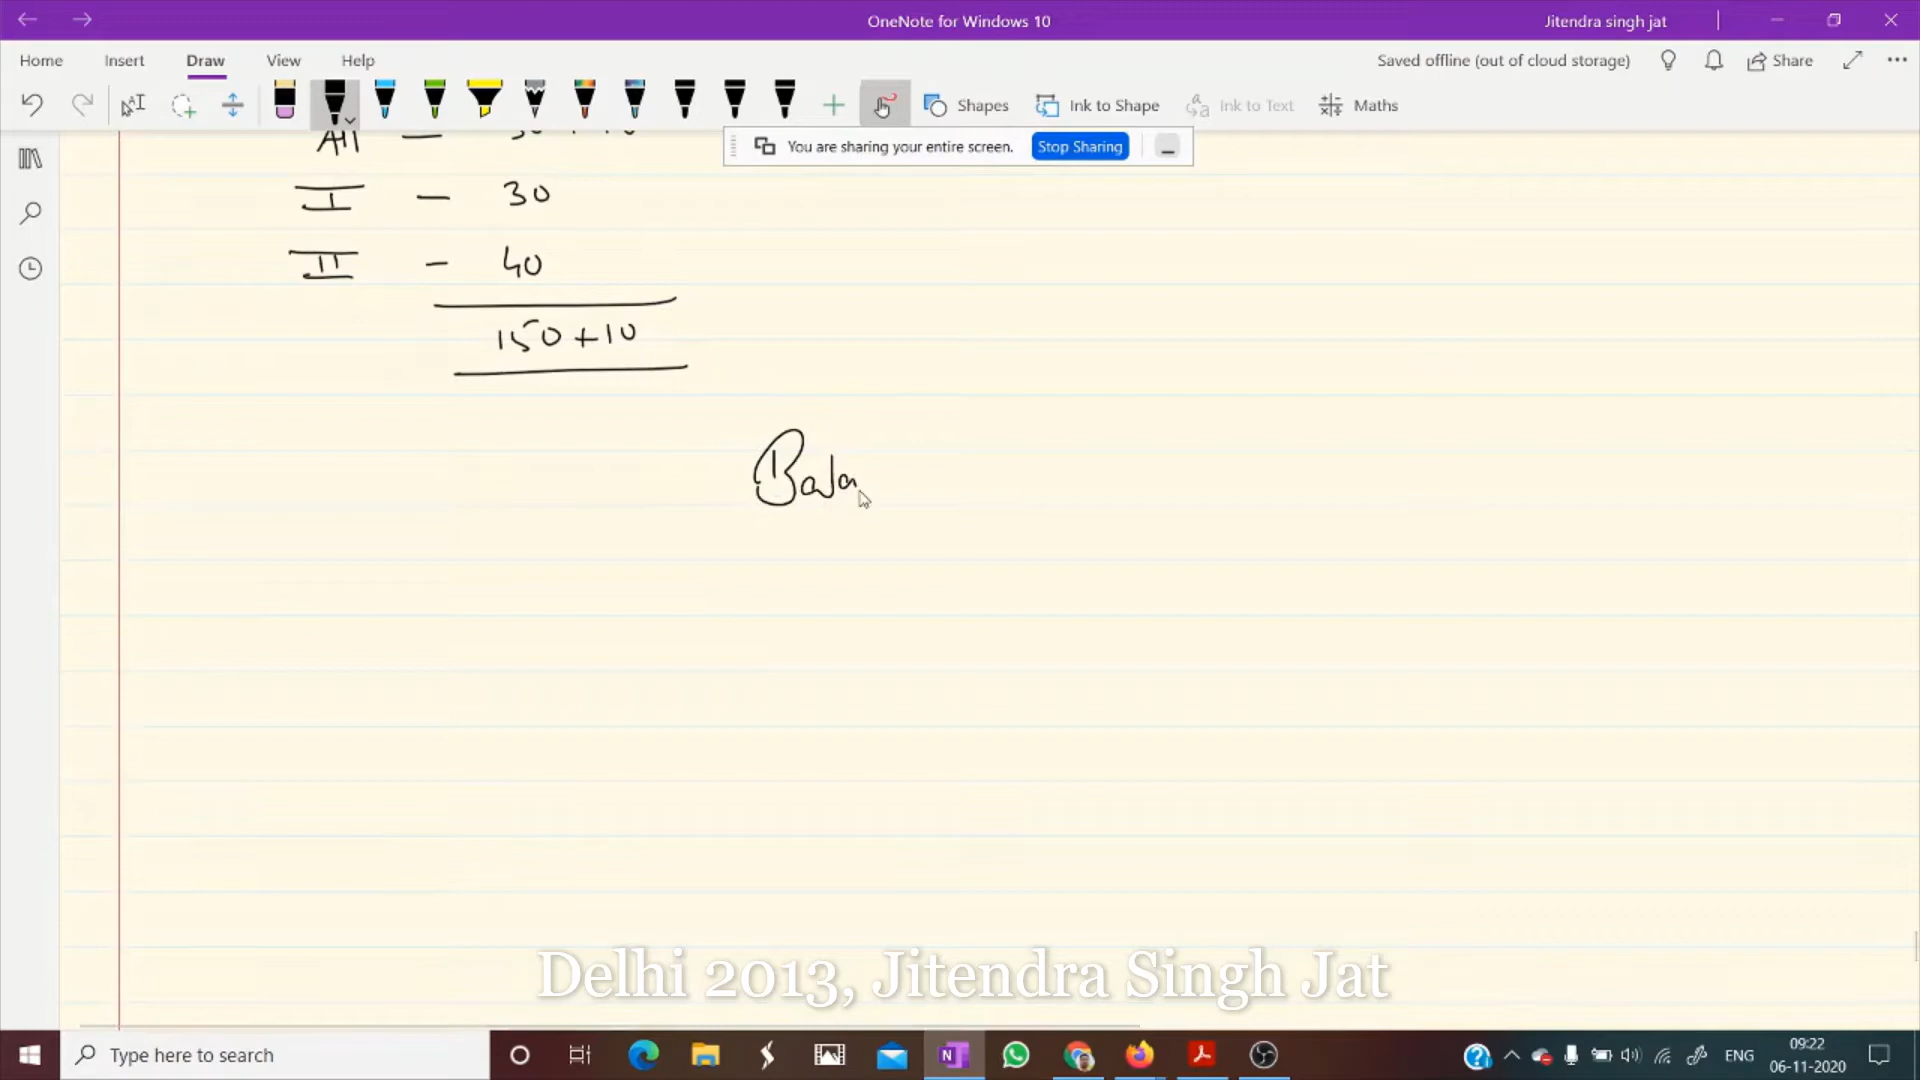 OneNote for Windows 10
Jitendra singh jat
Home Insert Draw View Help
Saved offline (out of cloud storage)
Share
Shapes
Ink to Shape
Ink to Text
Maths
You are sharing your entire screen.
Stop Sharing
All —
I — 30
II - 40
150 + 10
Bala
Delhi 2013, Jitendra Singh Jat
Type here to search
ENG
09:22
06-11-2020